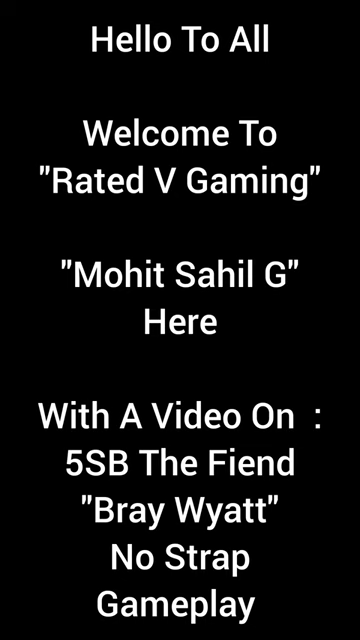 Hello To All
Welcome To
"Rated V Gaming"
"Mohit Sahil G"
Here
With A Video On :
5SB The Fiend
"Bray Wyatt"
No Strap
Gameplay